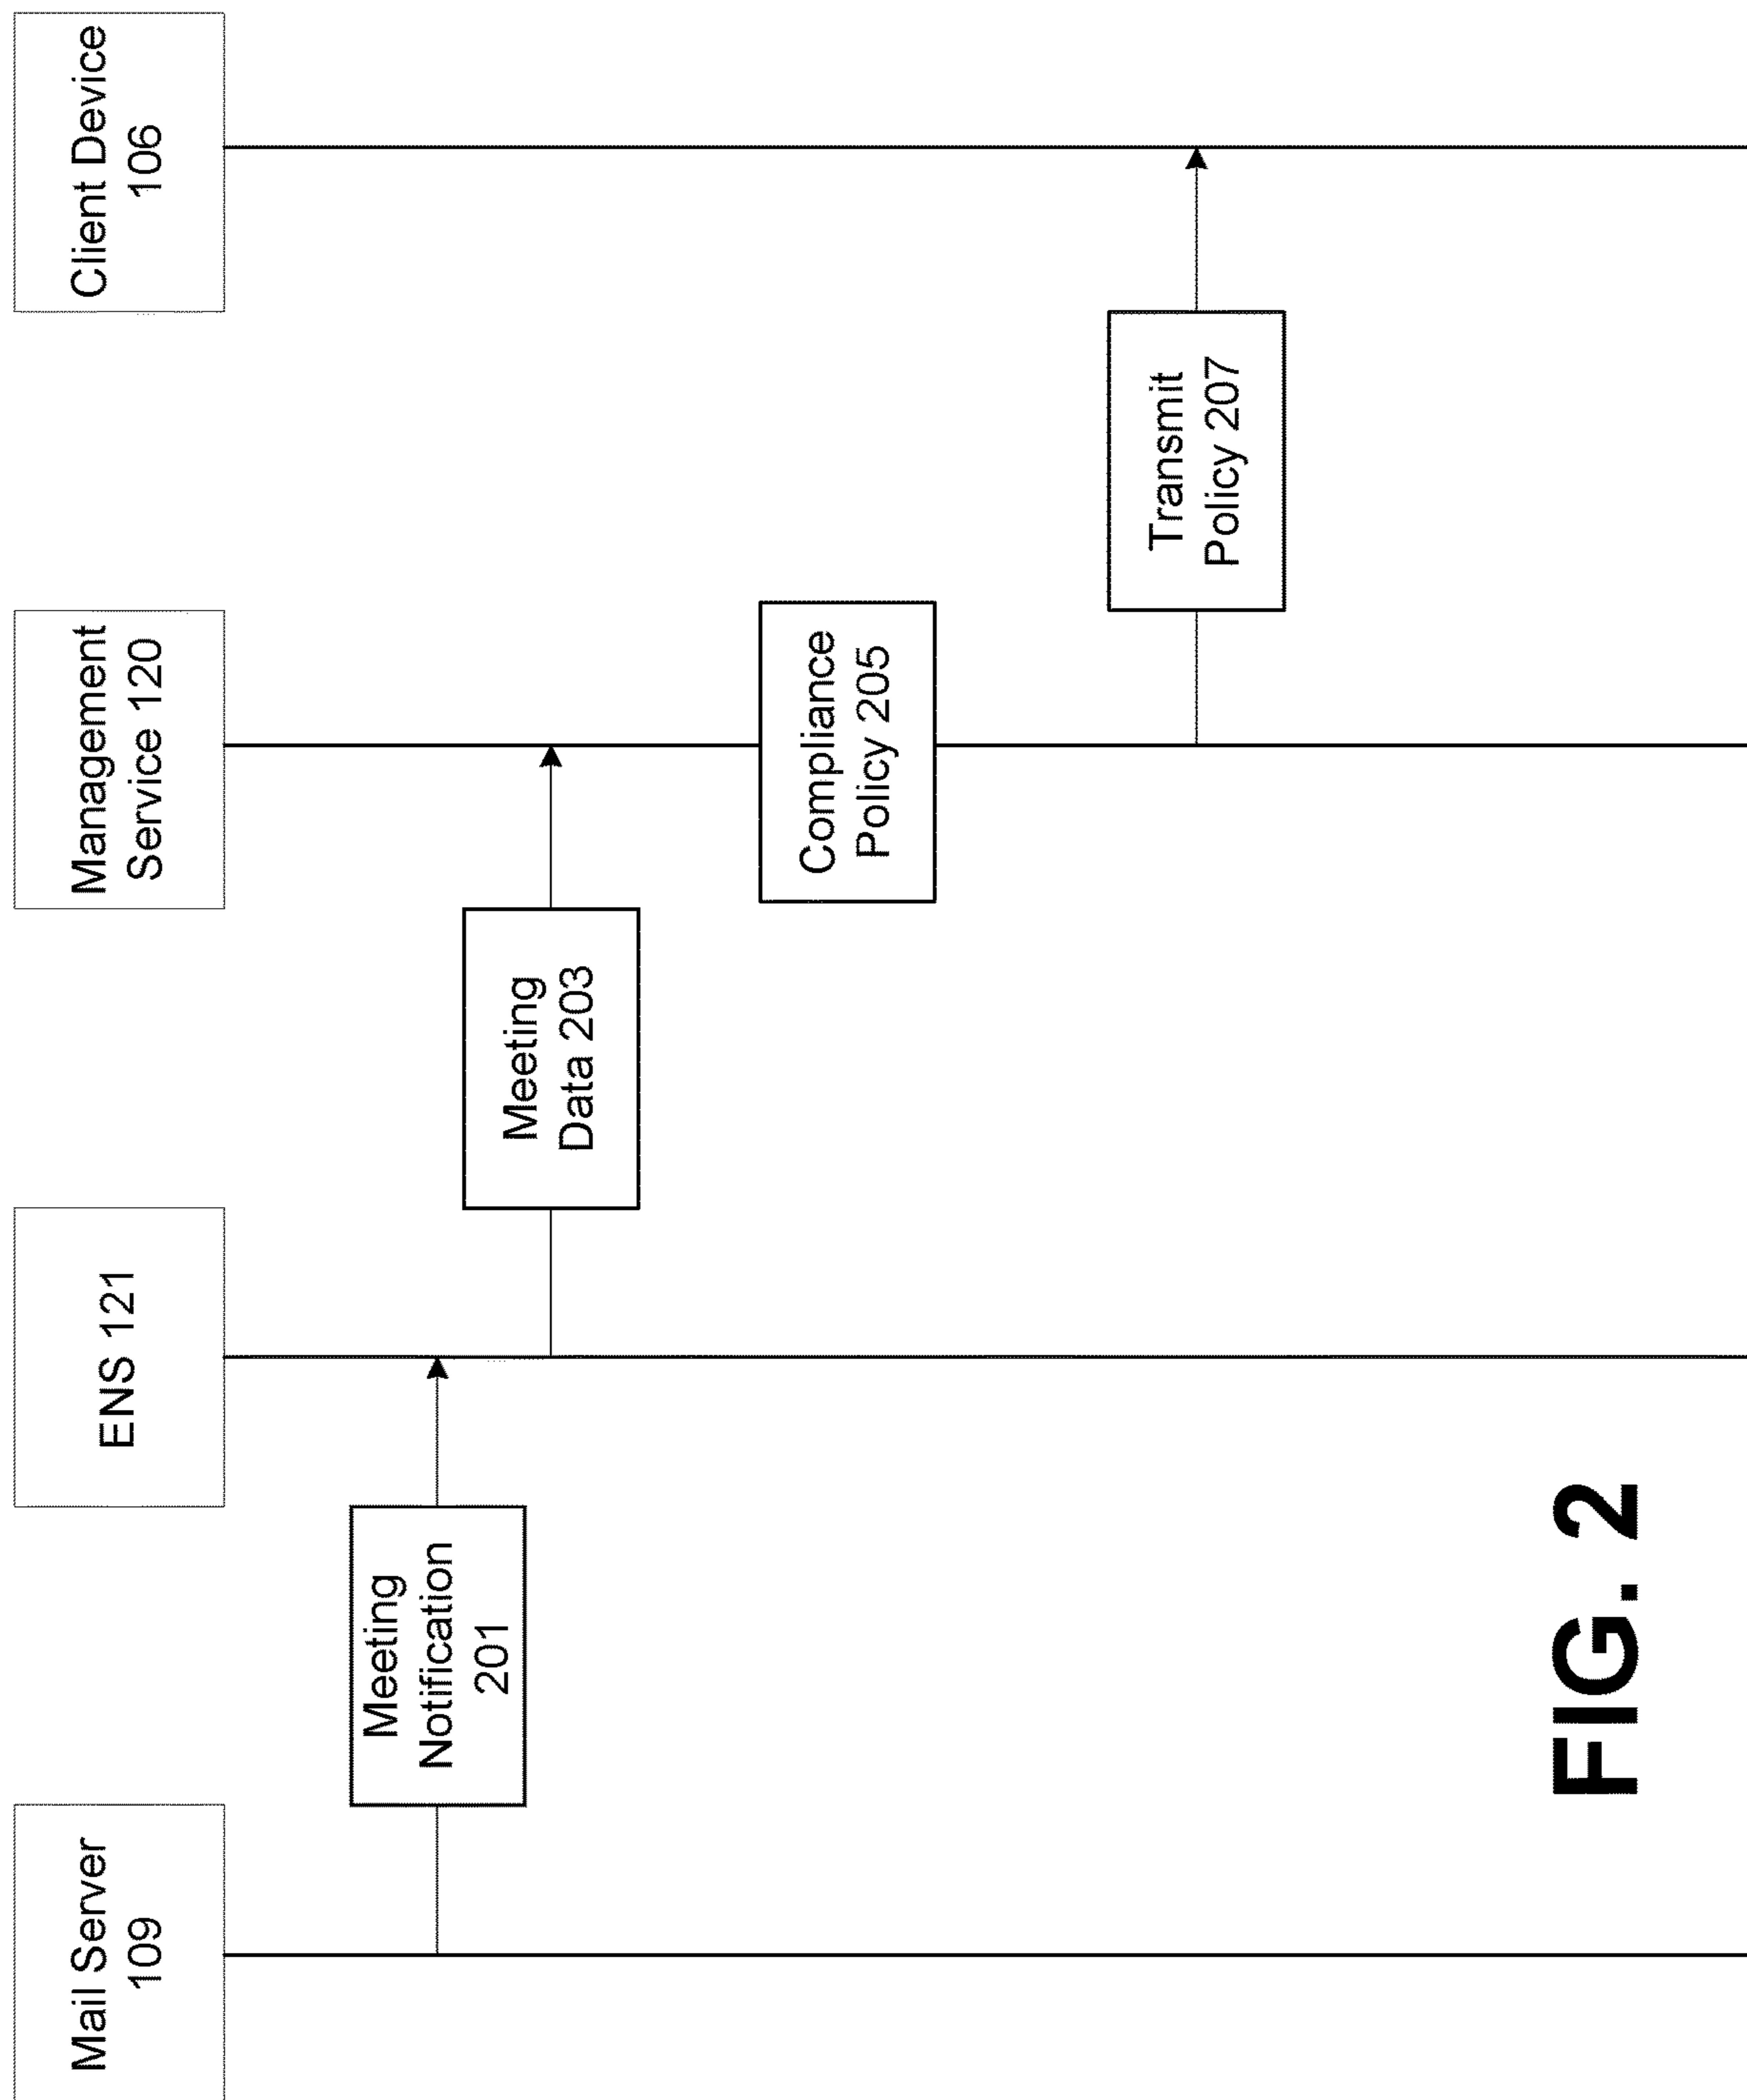 Mail Server
109
ENS 121
Management
Service 120
Client Device
106
Meeting
Notification
201
Meeting
Data 203
Compliance
Policy 205
Transmit
Policy 207
FIG. 2